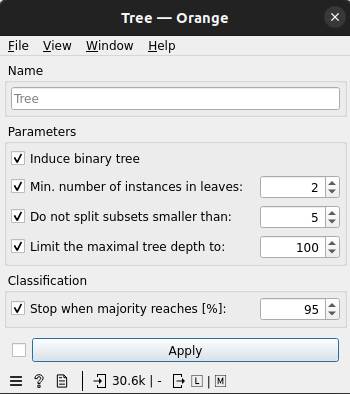 Tree — Orange
File View Window Help
Name
Tree
Parameters
Induce binary tree
Min. number of instances in leaves: 2
Do not split subsets smaller than: 5
Limit the maximal tree depth to: 100
Classification
Stop when majority reaches [%]: 95
Apply
? 30.6k | - L | M